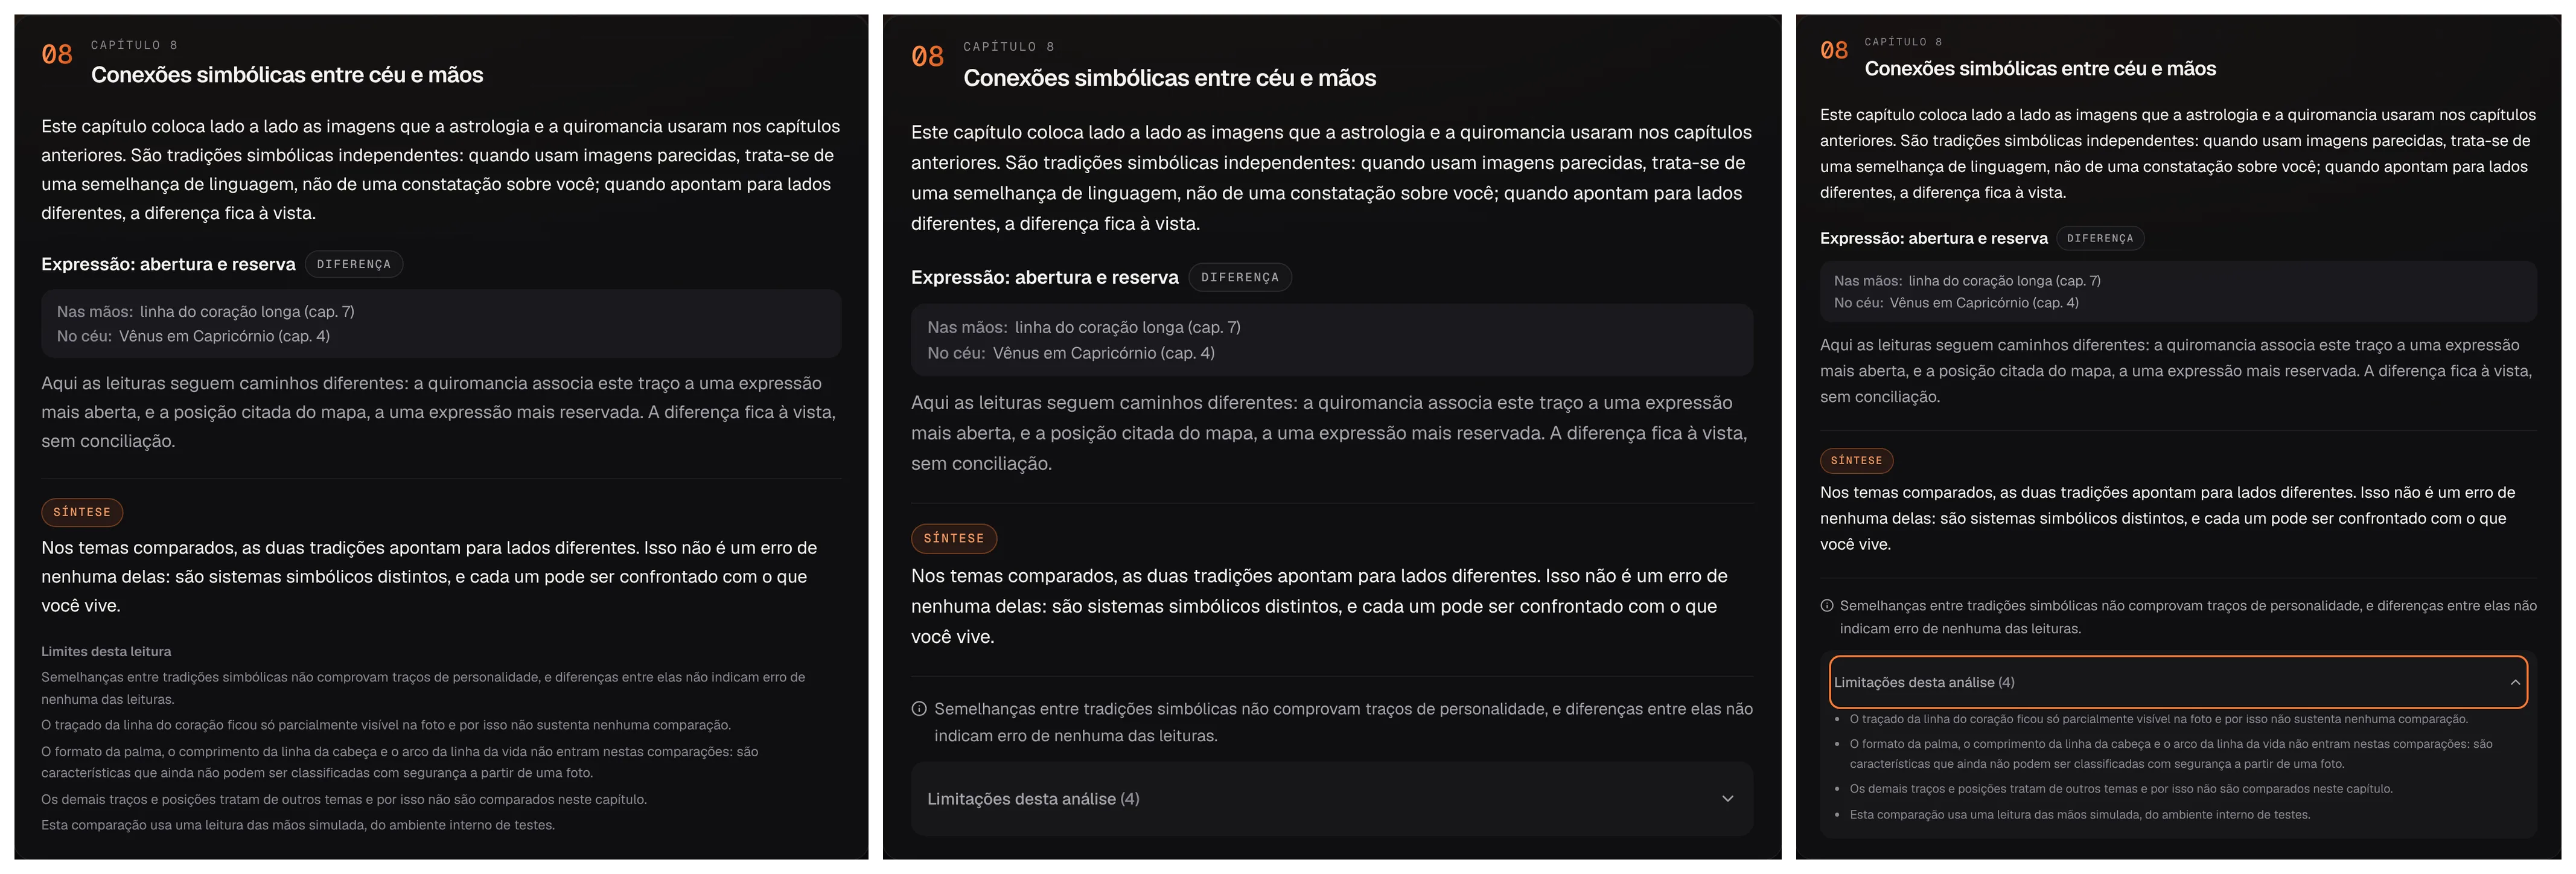 08
CAPÍTULO 8
Conexões simbólicas entre céu e mãos
Este capítulo coloca lado a lado as imagens que a astrologia e a quiromancia usaram nos capítulos
anteriores. São tradições simbólicas independentes: quando usam imagens parecidas, trata-se de
uma semelhança de linguagem, não de uma constatação sobre você; quando apontam para lados
diferentes, a diferença fica à vista.
Expressão: abertura e reserva DIFERENÇA
Nas mãos: linha do coração longa (cap. 7)
No céu: Vênus em Capricórnio (cap. 4)
Aqui as leituras seguem caminhos diferentes: a quiromancia associa este traço a uma expressão
mais aberta, e a posição citada do mapa, a uma expressão mais reservada. A diferença fica à vista,
sem conciliação.
SÍNTESE
Nos temas comparados, as duas tradições apontam para lados diferentes. Isso não é um erro de
nenhuma delas: são sistemas simbólicos distintos, e cada um pode ser confrontado com o que
você vive.
Limites desta leitura
Semelhanças entre tradições simbólicas não comprovam traços de personalidade, e diferenças entre elas não indicam erro de
nenhuma das leituras.
O traçado da linha do coração ficou só parcialmente visível na foto e por isso não sustenta nenhuma comparação.
O formato da palma, o comprimento da linha da cabeça e o arco da linha da vida não entram nestas comparações: são
características que ainda não podem ser classificadas com segurança a partir de uma foto.
Os demais traços e posições tratam de outros temas e por isso não são comparados neste capítulo.
Esta comparação usa uma leitura das mãos simulada, do ambiente interno de testes.
08
CAPÍTULO 8
Conexões simbólicas entre céu e mãos
Este capítulo coloca lado a lado as imagens que a astrologia e a quiromancia usaram nos capítulos
anteriores. São tradições simbólicas independentes: quando usam imagens parecidas, trata-se de
uma semelhança de linguagem, não de uma constatação sobre você; quando apontam para lados
diferentes, a diferença fica à vista.
Expressão: abertura e reserva DIFERENÇA
Nas mãos: linha do coração longa (cap. 7)
No céu: Vênus em Capricórnio (cap. 4)
Aqui as leituras seguem caminhos diferentes: a quiromancia associa este traço a uma expressão
mais aberta, e a posição citada do mapa, a uma expressão mais reservada. A diferença fica à vista,
sem conciliação.
SÍNTESE
Nos temas comparados, as duas tradições apontam para lados diferentes. Isso não é um erro de
nenhuma delas: são sistemas simbólicos distintos, e cada um pode ser confrontado com o que
você vive.
Semelhanças entre tradições simbólicas não comprovam traços de personalidade, e diferenças entre elas não
indicam erro de nenhuma das leituras.
Limitações desta análise (4)
08
CAPÍTULO 8
Conexões simbólicas entre céu e mãos
Este capítulo coloca lado a lado as imagens que a astrologia e a quiromancia usaram nos capítulos
anteriores. São tradições simbólicas independentes: quando usam imagens parecidas, trata-se de
uma semelhança de linguagem, não de uma constatação sobre você; quando apontam para lados
diferentes, a diferença fica à vista.
Expressão: abertura e reserva DIFERENÇA
Nas mãos: linha do coração longa (cap. 7)
No céu: Vênus em Capricórnio (cap. 4)
Aqui as leituras seguem caminhos diferentes: a quiromancia associa este traço a uma expressão
mais aberta, e a posição citada do mapa, a uma expressão mais reservada. A diferença fica à vista,
sem conciliação.
SÍNTESE
Nos temas comparados, as duas tradições apontam para lados diferentes. Isso não é um erro de
nenhuma delas: são sistemas simbólicos distintos, e cada um pode ser confrontado com o que
você vive.
Semelhanças entre tradições simbólicas não comprovam traços de personalidade, e diferenças entre elas não
indicam erro de nenhuma das leituras.
Limitações desta análise (4)
• O traçado da linha do coração ficou só parcialmente visível na foto e por isso não sustenta nenhuma comparação.
• O formato da palma, o comprimento da linha da cabeça e o arco da linha da vida não entram nestas comparações: são
características que ainda não podem ser classificadas com segurança a partir de uma foto.
• Os demais traços e posições tratam de outros temas e por isso não são comparados neste capítulo.
• Esta comparação usa uma leitura das mãos simulada, do ambiente interno de testes.